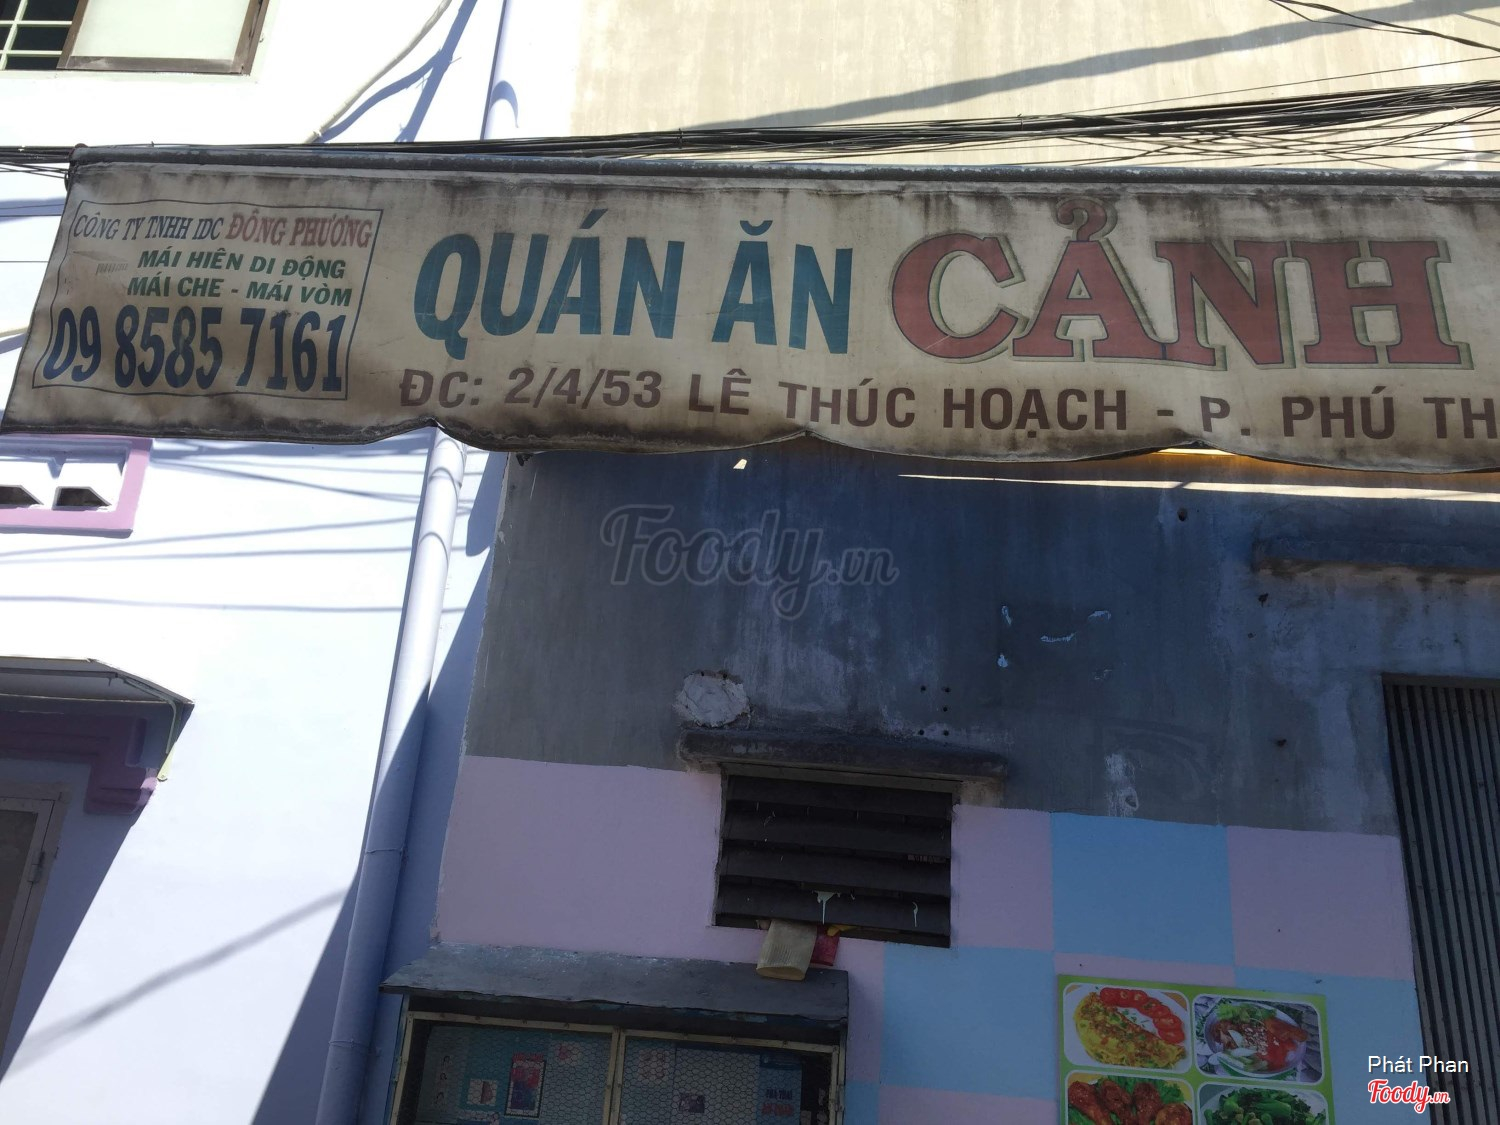 CÔNG TY TNHH IDC ĐÔNG PHƯƠNG
MÁI HIÊN DI ĐỘNG
MÁI CHE - MÁI VÒM
09 8585 7161
QUÁN ĂN CẢNH
ĐC: 2/4/53 LÊ THÚC HOẠCH - P. PHÚ TH
Foody.vn
Phát Phan
Foody.vn